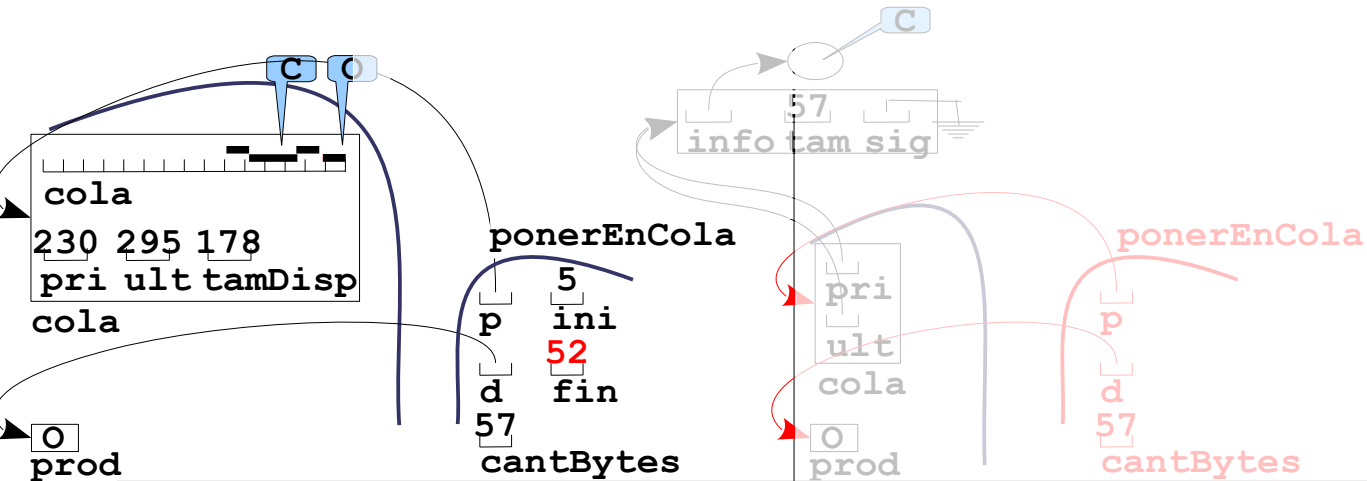 C O
cola
230 295 178
pri ult tamDisp
cola
ponerEnCola
5
p ini
52
d fin
57
cantBytes
O
prod
C
57
info tam sig
pri
ult
cola
O
prod
ponerEnCola
p
d
57
cantBytes